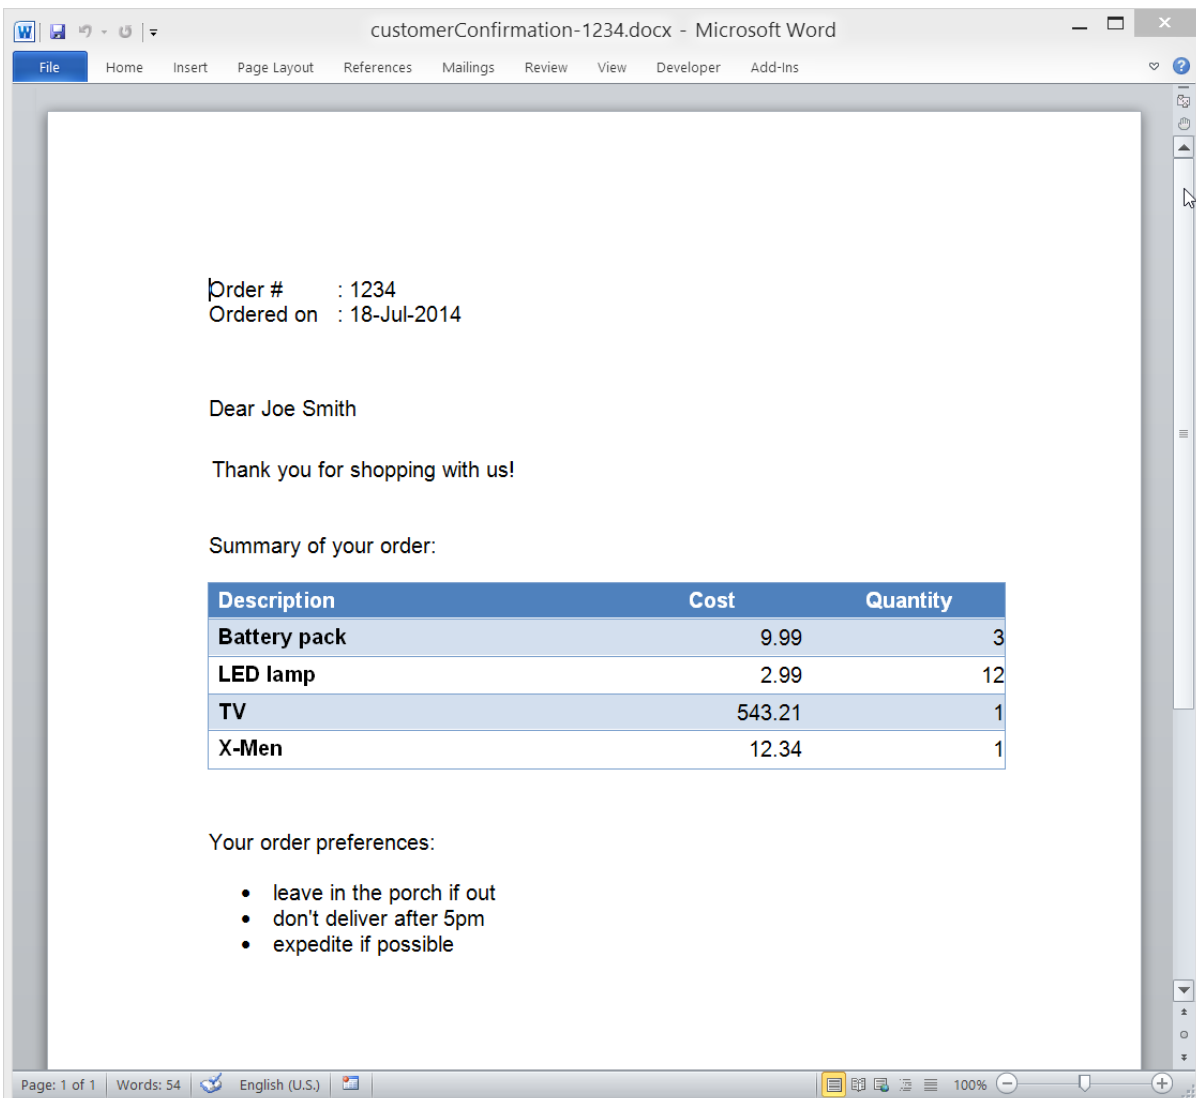 customerConfirmation-1234.docx - Microsoft Word
File Home Insert Page Layout References Mailings Review View Developer Add-Ins
Order # : 1234
Ordered on : 18-Jul-2014
Dear Joe Smith
Thank you for shopping with us!
Summary of your order:
Description Cost Quantity
Battery pack 9.99 3
LED lamp 2.99 12
TV 543.21 1
X-Men 12.34 1
Your order preferences:
• leave in the porch if out
• don't deliver after 5pm
• expedite if possible
Page: 1 of 1 Words: 54 English (U.S.) 100%